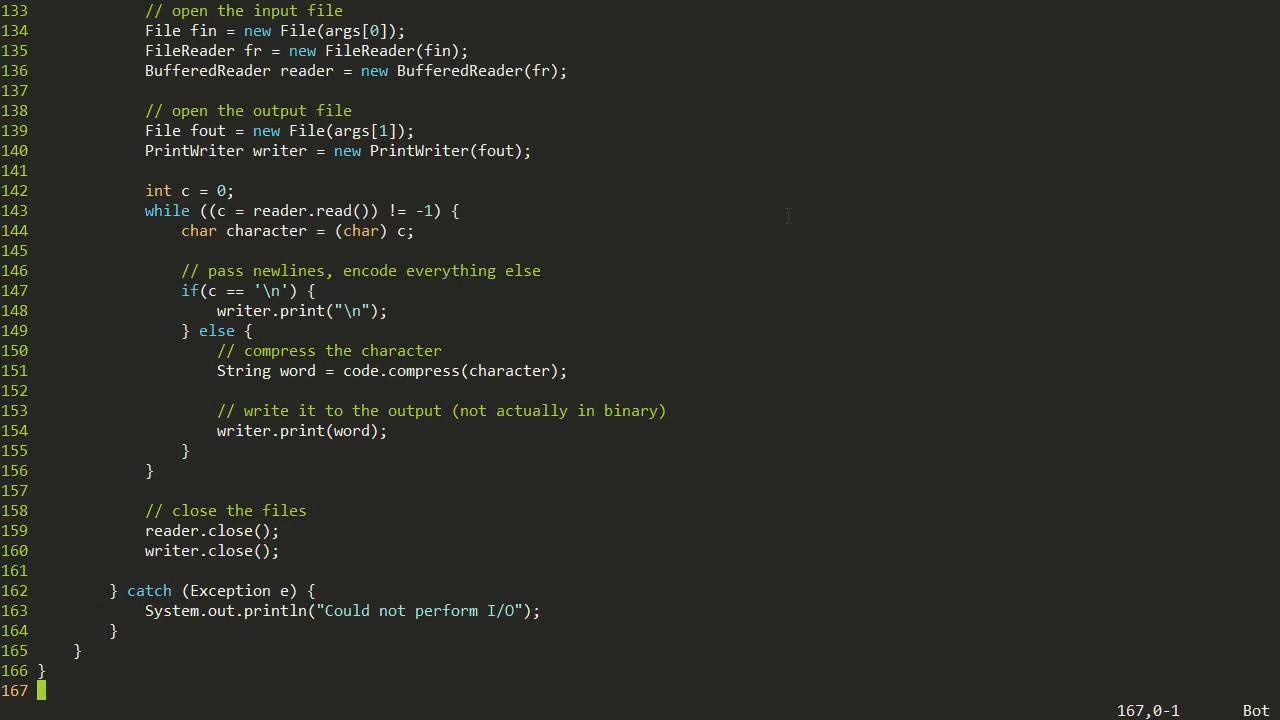 133             // open the input file
134             File fin = new File(args[0]);
135             FileReader fr = new FileReader(fin);
136             BufferedReader reader = new BufferedReader(fr);
137
138             // open the output file
139             File fout = new File(args[1]);
140             PrintWriter writer = new PrintWriter(fout);
141
142             int c = 0;
143             while ((c = reader.read()) != -1) {
144                 char character = (char) c;
145
146                 // pass newlines, encode everything else
147                 if(c == '\n') {
148                     writer.print("\n");
149                 } else {
150                     // compress the character
151                     String word = code.compress(character);
152
153                     // write it to the output (not actually in binary)
154                     writer.print(word);
155                 }
156             }
157
158             // close the files
159             reader.close();
160             writer.close();
161
162         } catch (Exception e) {
163             System.out.println("Could not perform I/O");
164         }
165     }
166 }
167
167,0-1 Bot